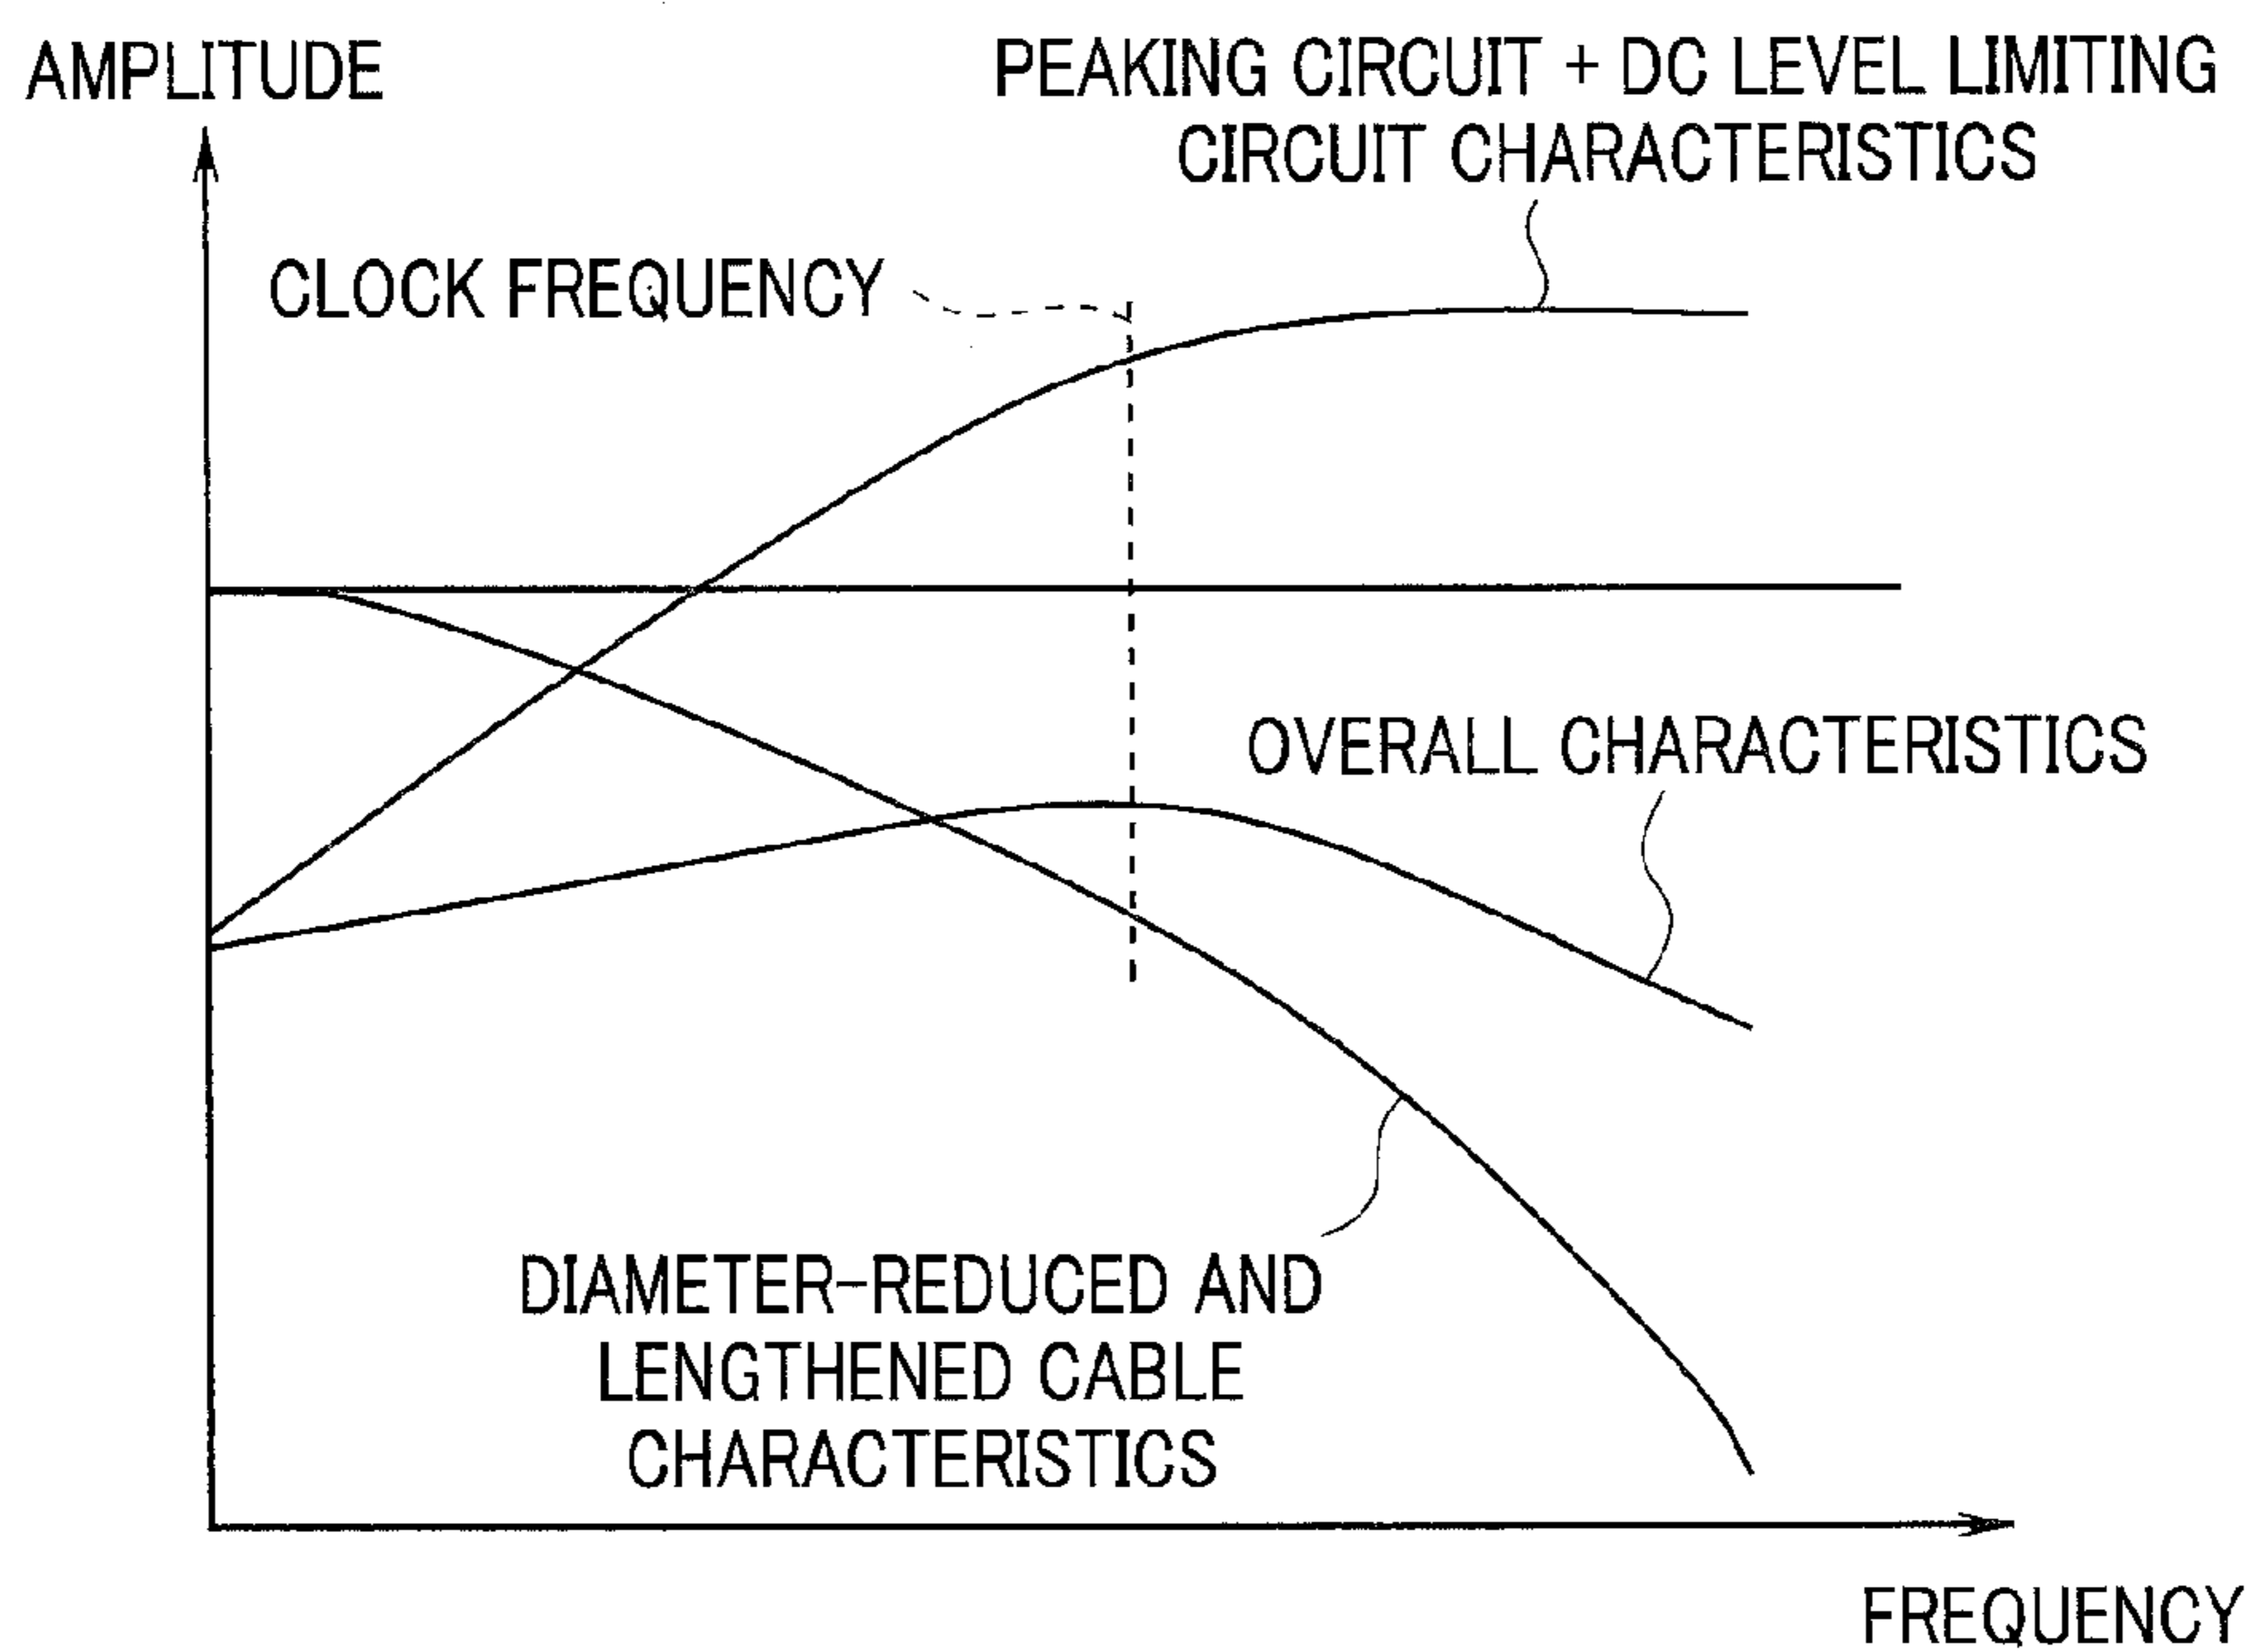 AMPLITUDE
PEAKING CIRCUIT + DC LEVEL LIMITING
CIRCUIT CHARACTERISTICS
CLOCK FREQUENCY
OVERALL CHARACTERISTICS
DIAMETER-REDUCED AND
LENGTHENED CABLE
CHARACTERISTICS
FREQUENCY